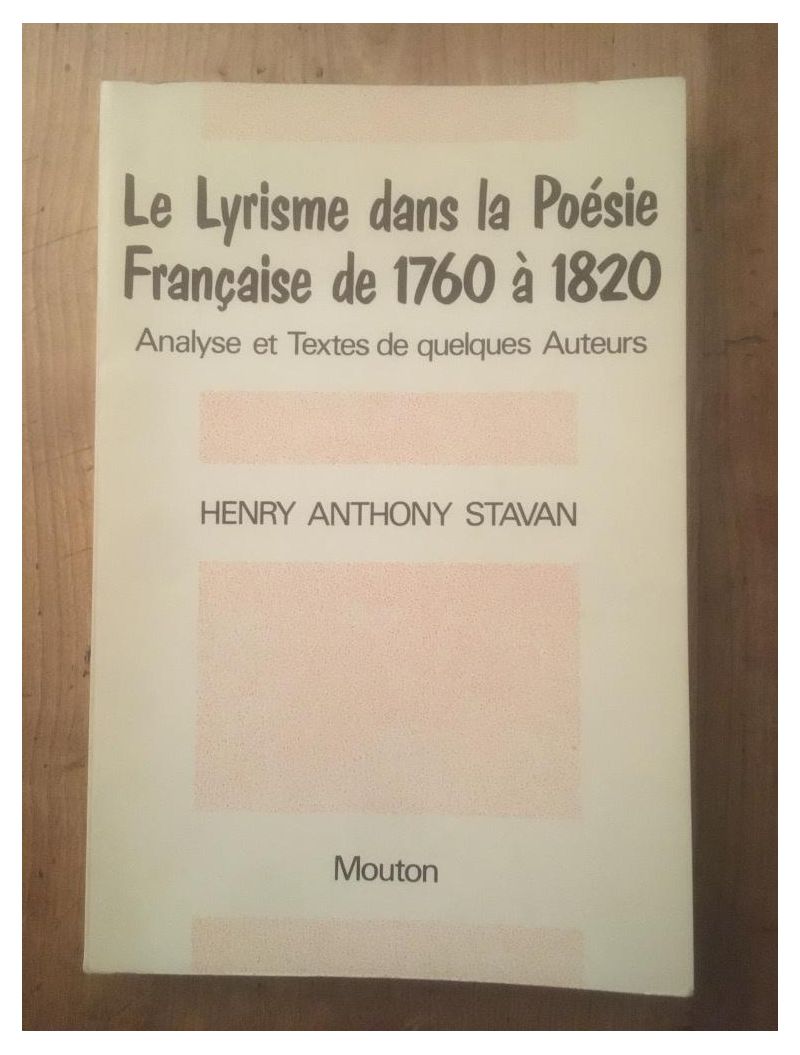 Le Lyrisme dans la Poésie
Française de 1760 à 1820
Analyse et Textes de quelques Auteurs
HENRY ANTHONY STAVAN
Mouton